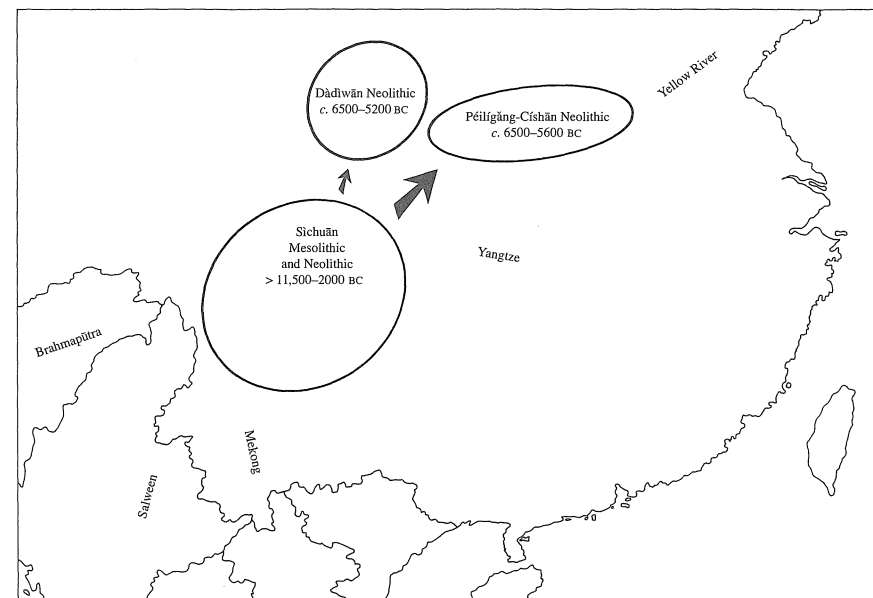 Yellow River
Dàdìwān Neolithic
c. 6500–5200 BC
Péilígǎng-Císhān Neolithic
c. 6500–5600 BC
Sìchuān
Mesolithic
and Neolithic
> 11,500–2000 BC
Yangtze
Brahmapūtra
Mekong
Salween